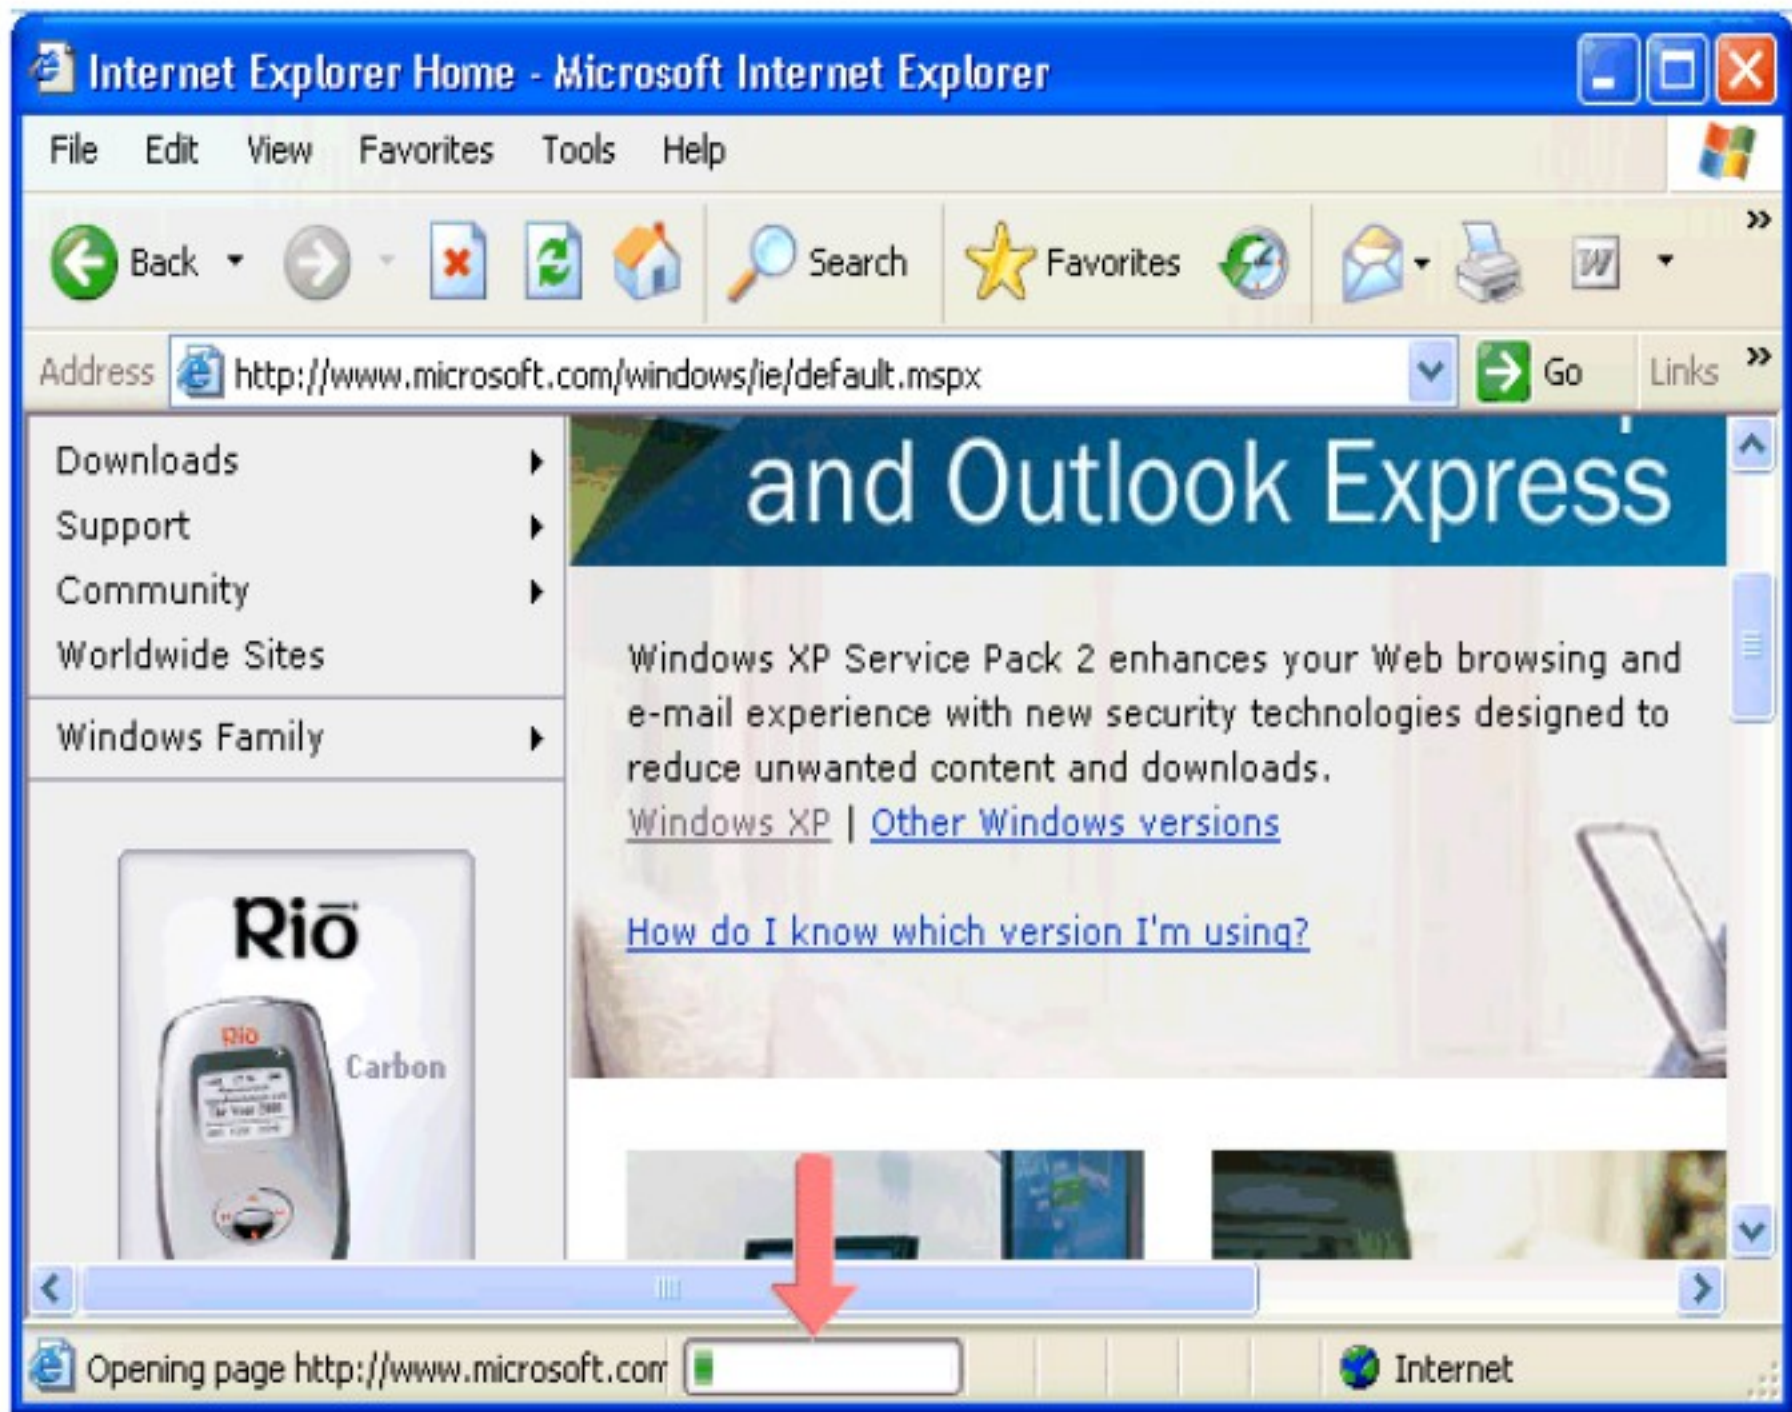 Internet Explorer Home - Microsoft Internet Explorer
File Edit View Favorites Tools Help
Back Search Favorites W »
Address http://www.microsoft.com/windows/ie/default.mspx Go Links »
Downloads
Support
Community
Worldwide Sites
Windows Family
Rio
Rio
Carbon
and Outlook Express
Windows XP Service Pack 2 enhances your Web browsing and
e-mail experience with new security technologies designed to
reduce unwanted content and downloads.
Windows XP | Other Windows versions
How do I know which version I'm using?
Opening page http://www.microsoft.com Internet